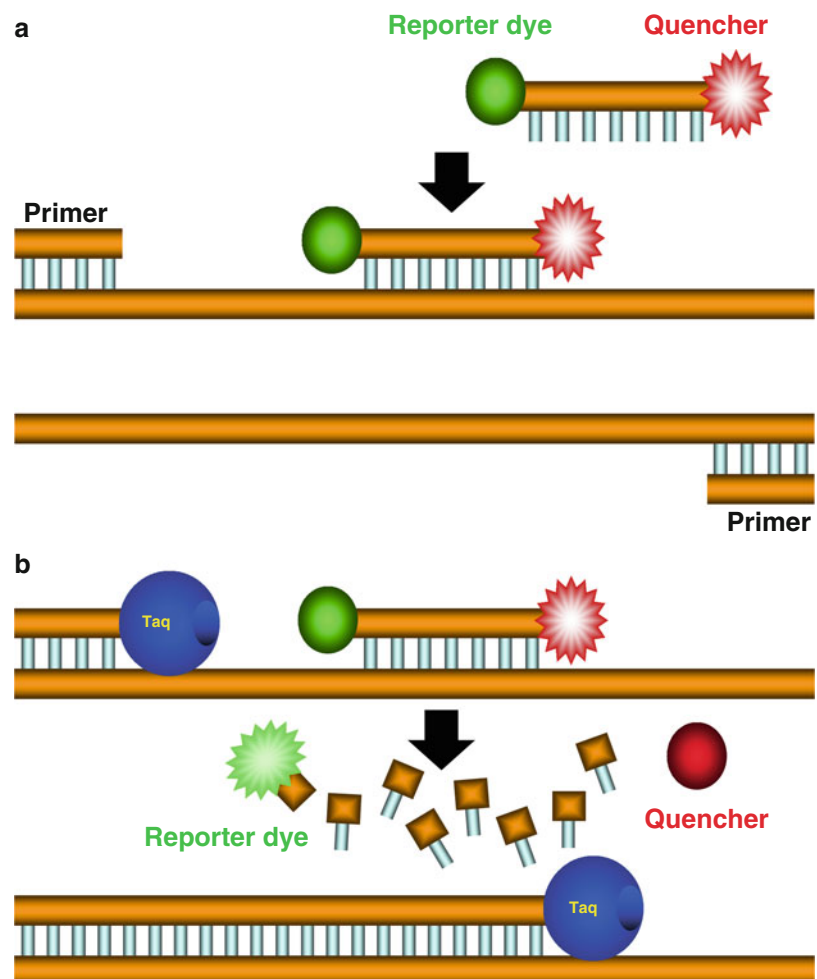 a
Reporter dye Quencher
Primer
Primer
b
Taq
Reporter dye
Quencher
Taq